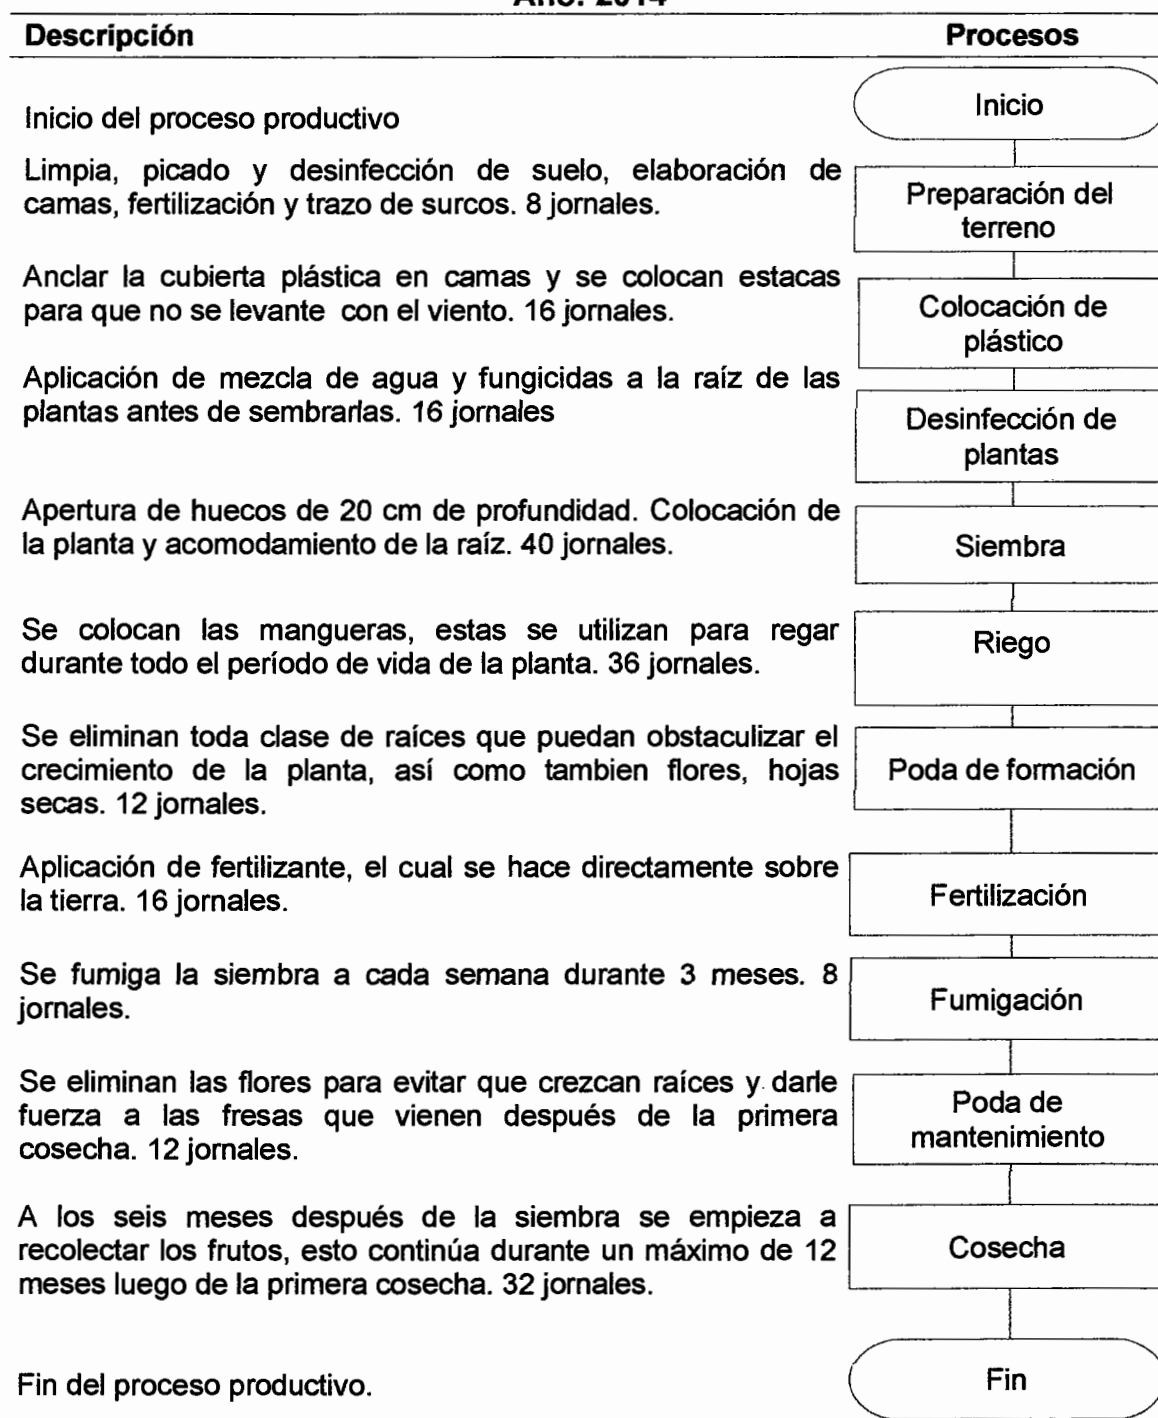 Año: 2014
Descripción
Procesos
Inicio del proceso productivo
Inicio
Limpia, picado y desinfección de suelo, elaboración de
camas, fertilización y trazo de surcos. 8 jornales.
Preparación del
terreno
Anclar la cubierta plástica en camas y se colocan estacas
para que no se levante con el viento. 16 jornales.
Colocación de
plástico
Aplicación de mezcla de agua y fungicidas a la raíz de las
plantas antes de sembrarlas. 16 jornales
Desinfección de
plantas
Apertura de huecos de 20 cm de profundidad. Colocación de
la planta y acomodamiento de la raíz. 40 jornales.
Siembra
Se colocan las mangueras, estas se utilizan para regar
durante todo el período de vida de la planta. 36 jornales.
Riego
Se eliminan toda clase de raíces que puedan obstaculizar el
crecimiento de la planta, así como tambien flores, hojas
secas. 12 jornales.
Poda de formación
Aplicación de fertilizante, el cual se hace directamente sobre
la tierra. 16 jornales.
Fertilización
Se fumiga la siembra a cada semana durante 3 meses. 8
jornales.
Fumigación
Se eliminan las flores para evitar que crezcan raíces y darle
fuerza a las fresas que vienen después de la primera
cosecha. 12 jornales.
Poda de
mantenimiento
A los seis meses después de la siembra se empieza a
recolectar los frutos, esto continúa durante un máximo de 12
meses luego de la primera cosecha. 32 jornales.
Cosecha
Fin del proceso productivo.
Fin